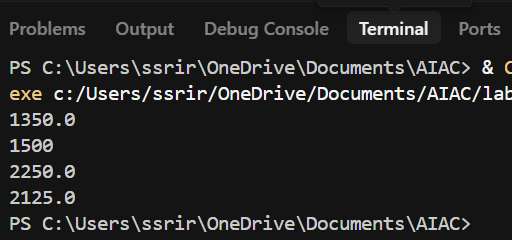 Problems Output Debug Console Terminal Ports
PS C:\Users\ssrir\OneDrive\Documents\AIAC> &
exe c:/Users/ssrir/OneDrive/Documents/AIAC/lab
1350.0
1500
2250.0
2125.0
PS C:\Users\ssrir\OneDrive\Documents\AIAC>